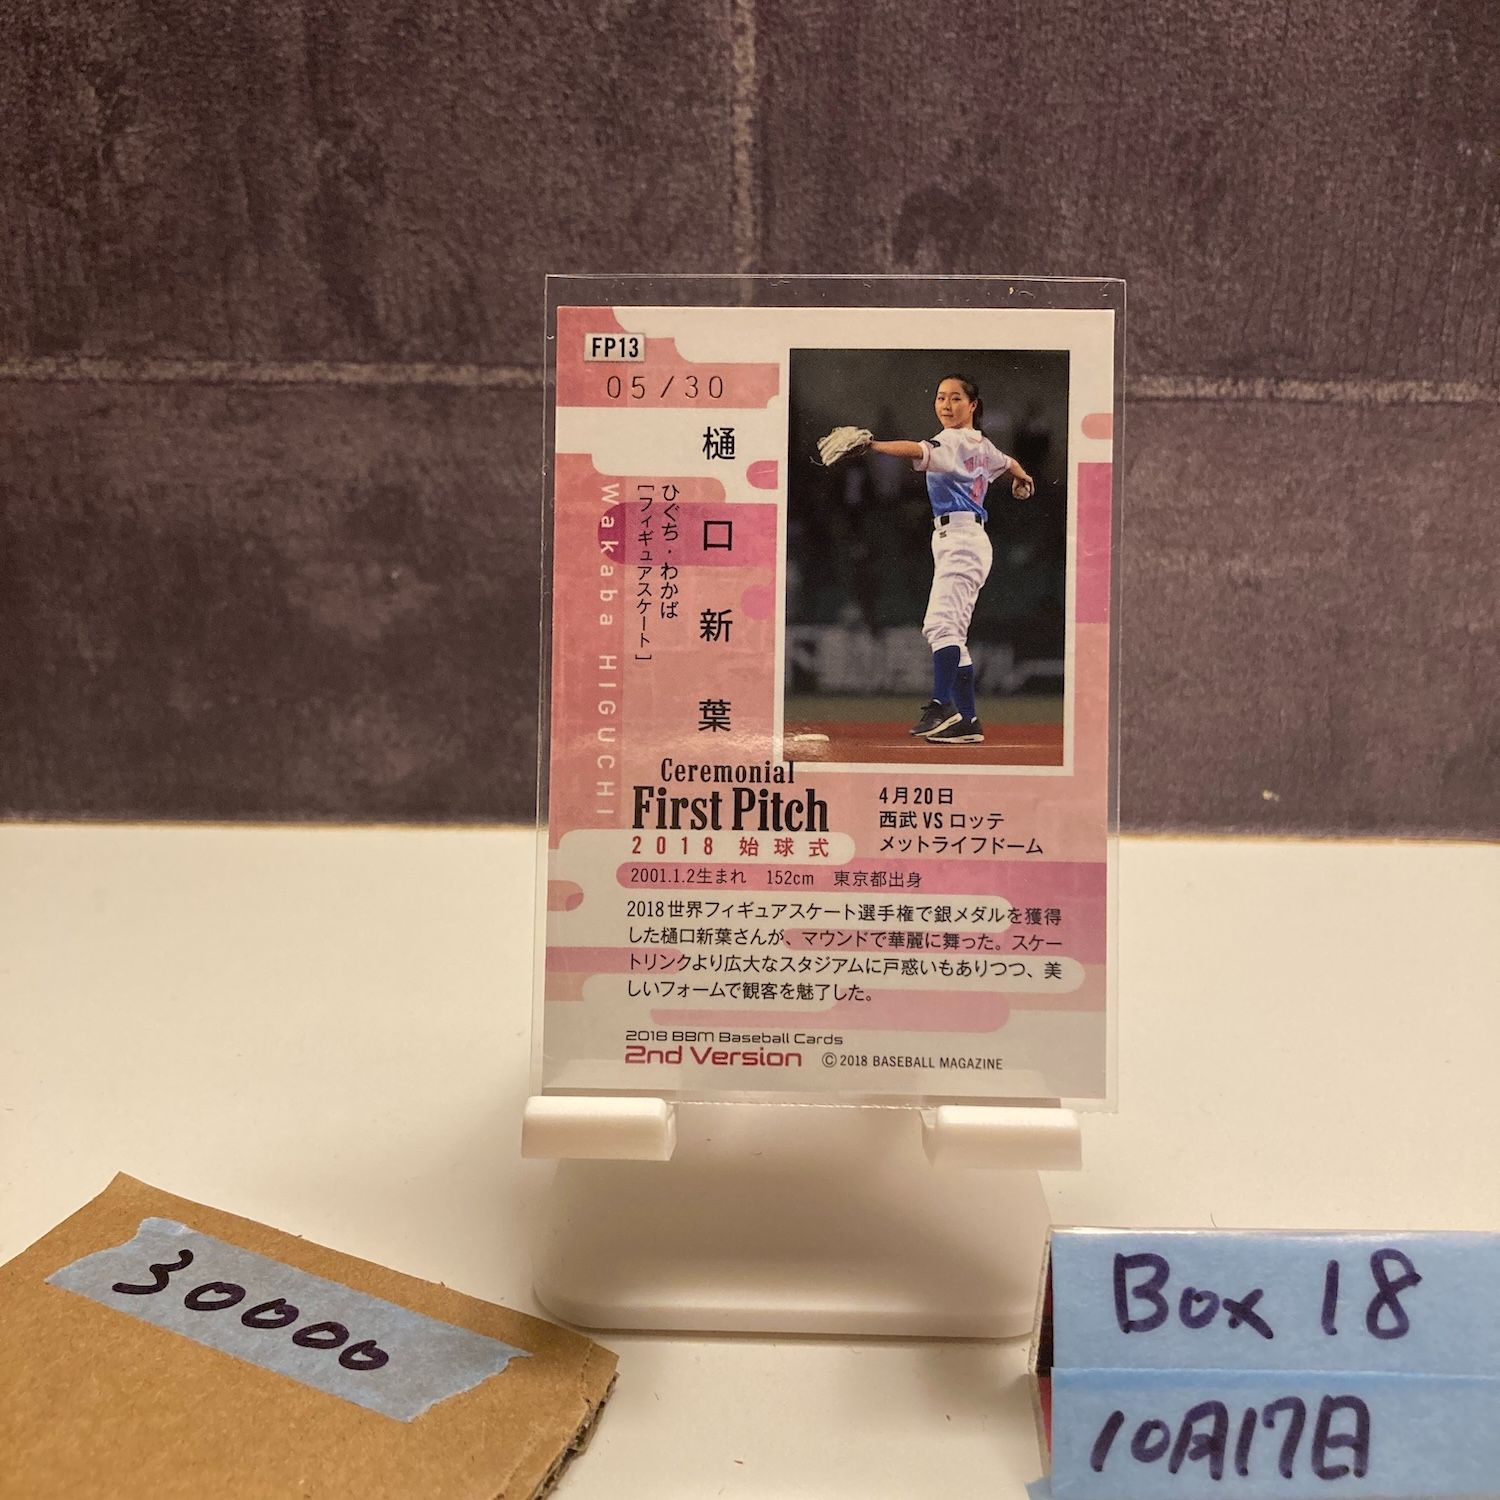 FP13
05/30
樋口新葉
ひぐち・わかば
[フィギュアスケート]
Wakaba HIGUCHI
Ceremonial
First Pitch
2018 始球式
4月20日
西武 VS ロッテ
メットライフドーム
2001.1.2生まれ 152cm 東京都出身
2018世界フィギュアスケート選手権で銀メダルを獲得
した樋口新葉さんが、マウンドで華麗に舞った。スケー
トリンクより広大なスタジアムに戸惑いもありつつ、美
しいフォームで観客を魅了した。
2018 BBM Baseball Cards
2nd Version ©2018 BASEBALL MAGAZINE
30000
Box 18
10月17日